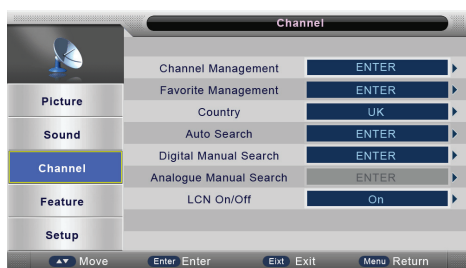 Channel
Channel Management ENTER
Favorite Management ENTER
Country UK
Auto Search ENTER
Digital Manual Search ENTER
Analogue Manual Search ENTER
LCN On/Off On
Picture
Sound
Channel
Feature
Setup
Move Enter Enter Eixt Exit Menu Return